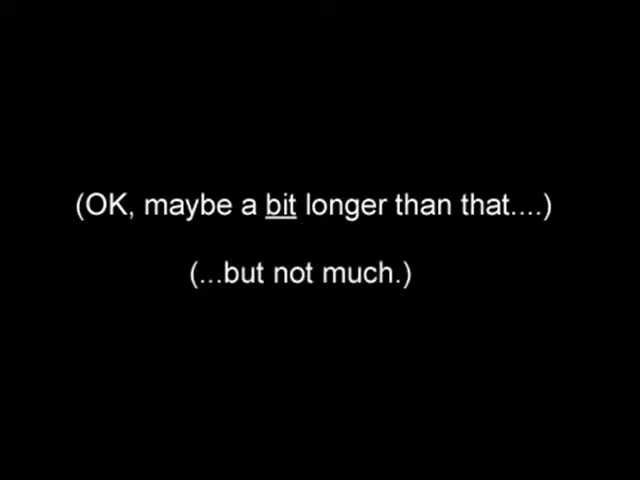 (OK, maybe a bit longer than that....)
(...but not much.)